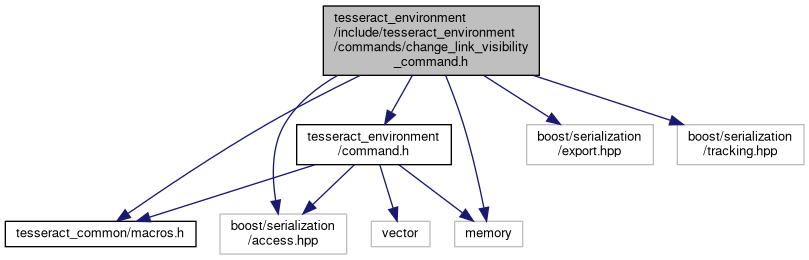 tesseract_environment
/include/tesseract_environment
/commands/change_link_visibility
_command.h
tesseract_environment
/command.h
boost/serialization
/export.hpp
boost/serialization
/tracking.hpp
tesseract_common/macros.h
boost/serialization
/access.hpp
vector
memory